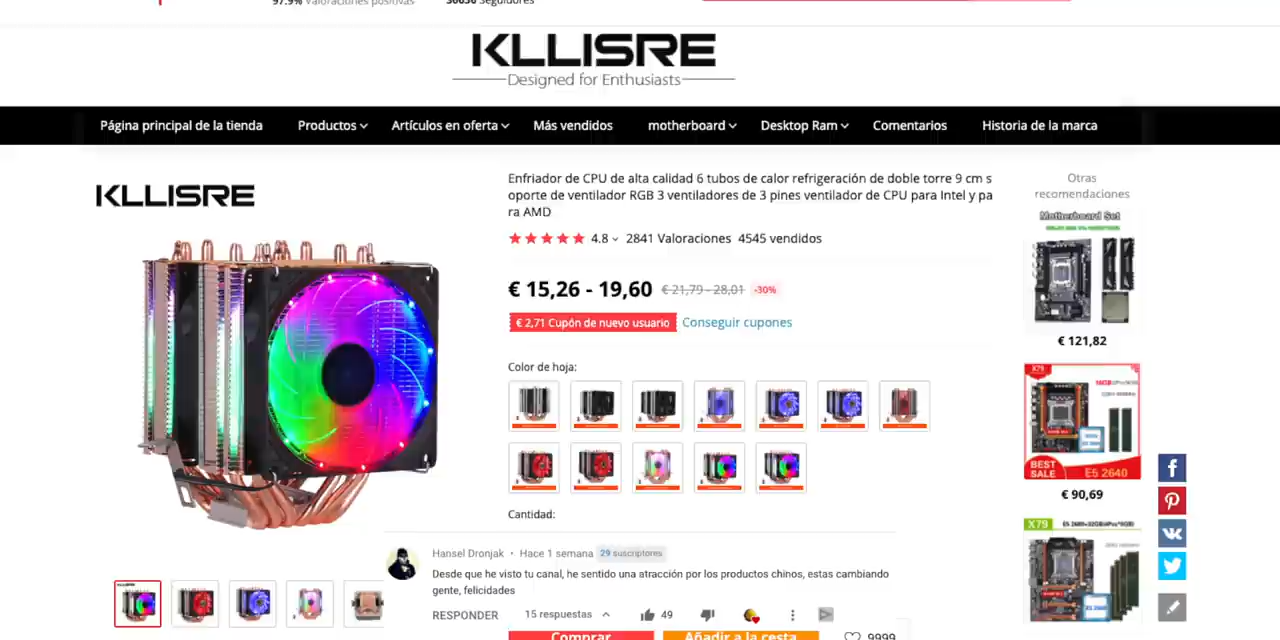 97.9% Valoraciones positivas
30036 Seguidores
KLLISRE
Designed for Enthusiasts
Página principal de la tienda
Productos
Artículos en oferta
Más vendidos
motherboard
Desktop Ram
Comentarios
Historia de la marca
KLLISRE
Enfriador de CPU de alta calidad 6 tubos de calor refrigeración de doble torre 9 cm s
oporte de ventilador RGB 3 ventiladores de 3 pines ventilador de CPU para Intel y pa
ra AMD
4.8
2841 Valoraciones
4545 vendidos
€ 15,26 - 19,60
€ 21,79 - 28,01
-30%
€ 2,71 Cupón de nuevo usuario
Conseguir cupones
Color de hoja:
Cantidad:
Otras
recomendaciones
Motherboard Set
€ 121,82
X79
BEST
SALE
E5 2640
€ 90,69
X79
Hansel Dronjak • Hace 1 semana
29 suscriptores
Desde que he visto tu canal, he sentido una atracción por los productos chinos, estas cambiando
gente, felicidades
RESPONDER
15 respuestas
49
Comprar
Añadir a la cesta
9999